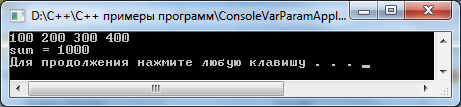 D:\C++\C++ примеры программ\ConsoleVarParamAppl...
100 200 300 400
sum = 1000
Для продолжения нажмите любую клавишу . . . _